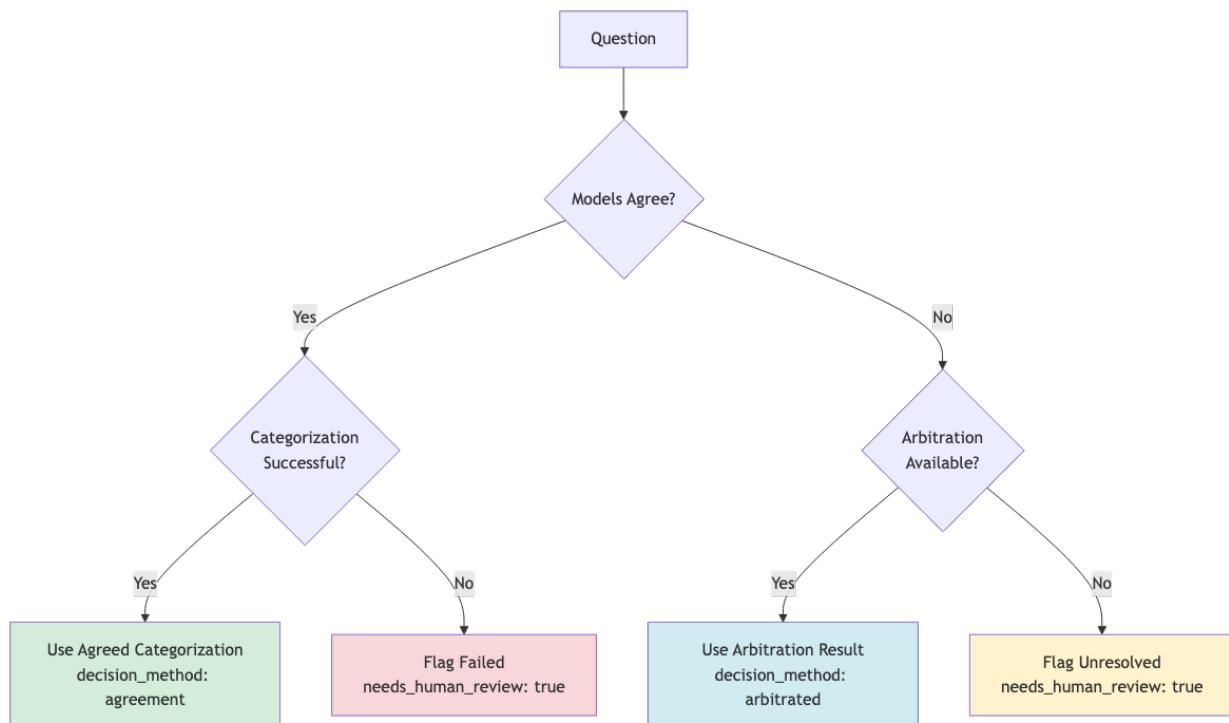 Question
Models Agree?
Yes
No
Categorization
Successful?
Arbitration
Available?
Yes
No
Yes
No
Use Agreed Categorization
decision_method:
agreement
Flag Failed
needs_human_review: true
Use Arbitration Result
decision_method:
arbitrated
Flag Unresolved
needs_human_review: true